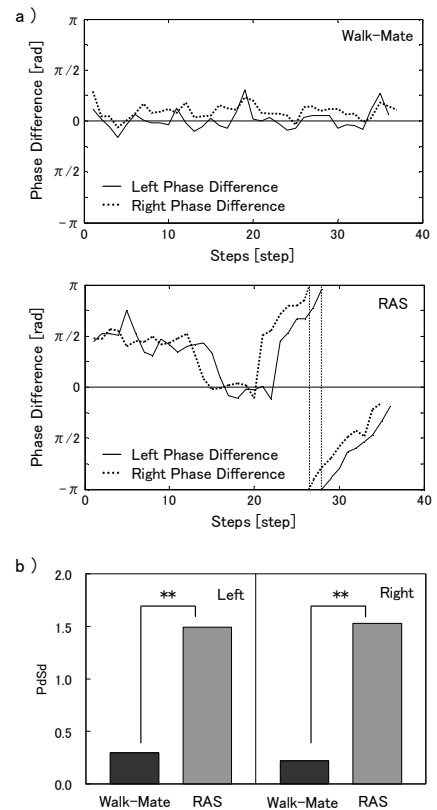 a )
Walk-Mate
Phase Difference [rad]
π
π/2
0
π/2
-π
Left Phase Difference
Right Phase Difference
0 10 20 30 40
Steps [step]
RAS
Phase Difference [rad]
π
π/2
0
π/2
-π
Left Phase Difference
Right Phase Difference
0 10 20 30 40
Steps [step]
b )
PdSd
2.0
1.5
1.0
0.5
0.0
** Left
** Right
Walk-Mate RAS Walk-Mate RAS